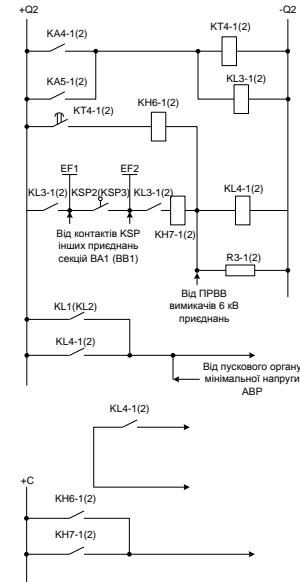 +Q2
-Q2
KA4-1(2)
KT4-1(2)
KA5-1(2)
KL3-1(2)
KT4-1(2)
KH6-1(2)
EF1
EF2
KL3-1(2)
KSP2(KSP3)
KL3-1(2)
KL4-1(2)
KH7-1(2)
Від контактів KSP
інших приєднань
секцій BA1 (BB1)
R3-1(2)
Від ПРВВ
вимикачів 6 кВ
приєднань
KL1(KL2)
KL4-1(2)
Від пускового органу
мінімальної напруги
АВР
KL4-1(2)
+C
KH6-1(2)
KH7-1(2)